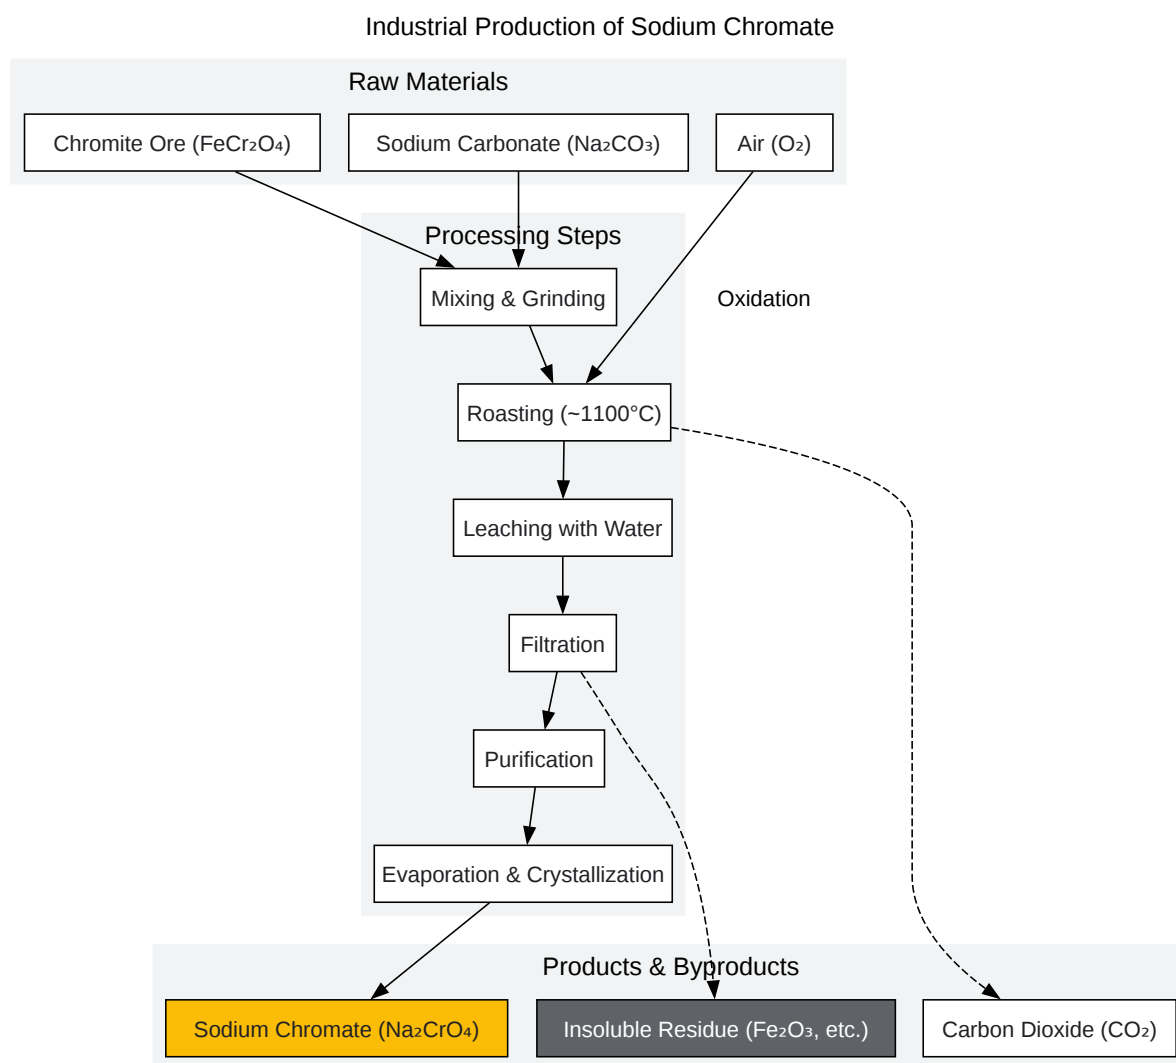 Industrial Production of Sodium Chromate
Raw Materials
Chromite Ore (FeCr₂O₄)
Sodium Carbonate (Na₂CO₃)
Air (O₂)
Processing Steps
Mixing & Grinding
Oxidation
Roasting (~1100°C)
Leaching with Water
Filtration
Purification
Evaporation & Crystallization
Products & Byproducts
Sodium Chromate (Na₂CrO₄)
Insoluble Residue (Fe₂O₃, etc.)
Carbon Dioxide (CO₂)